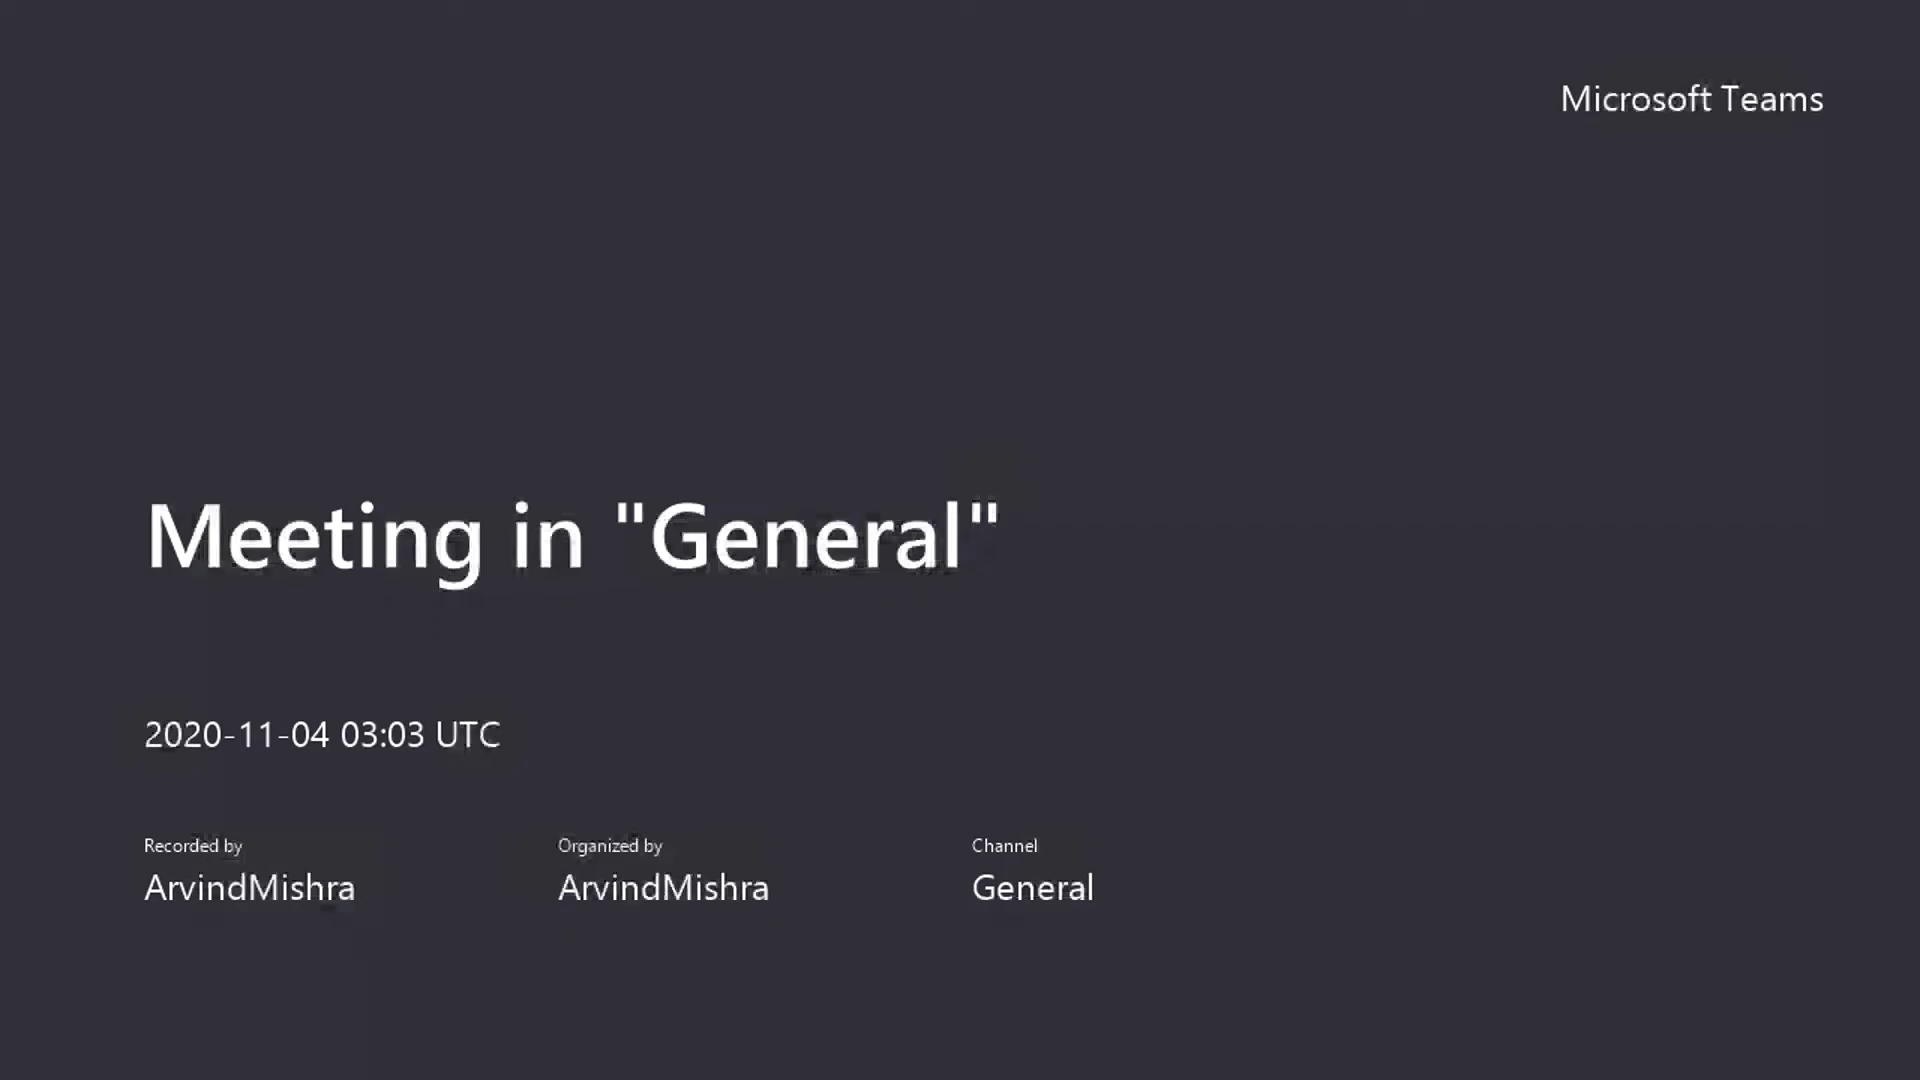 Microsoft Teams
Meeting in "General"
2020-11-04 03:03 UTC
Recorded by
ArvindMishra
Organized by
ArvindMishra
Channel
General